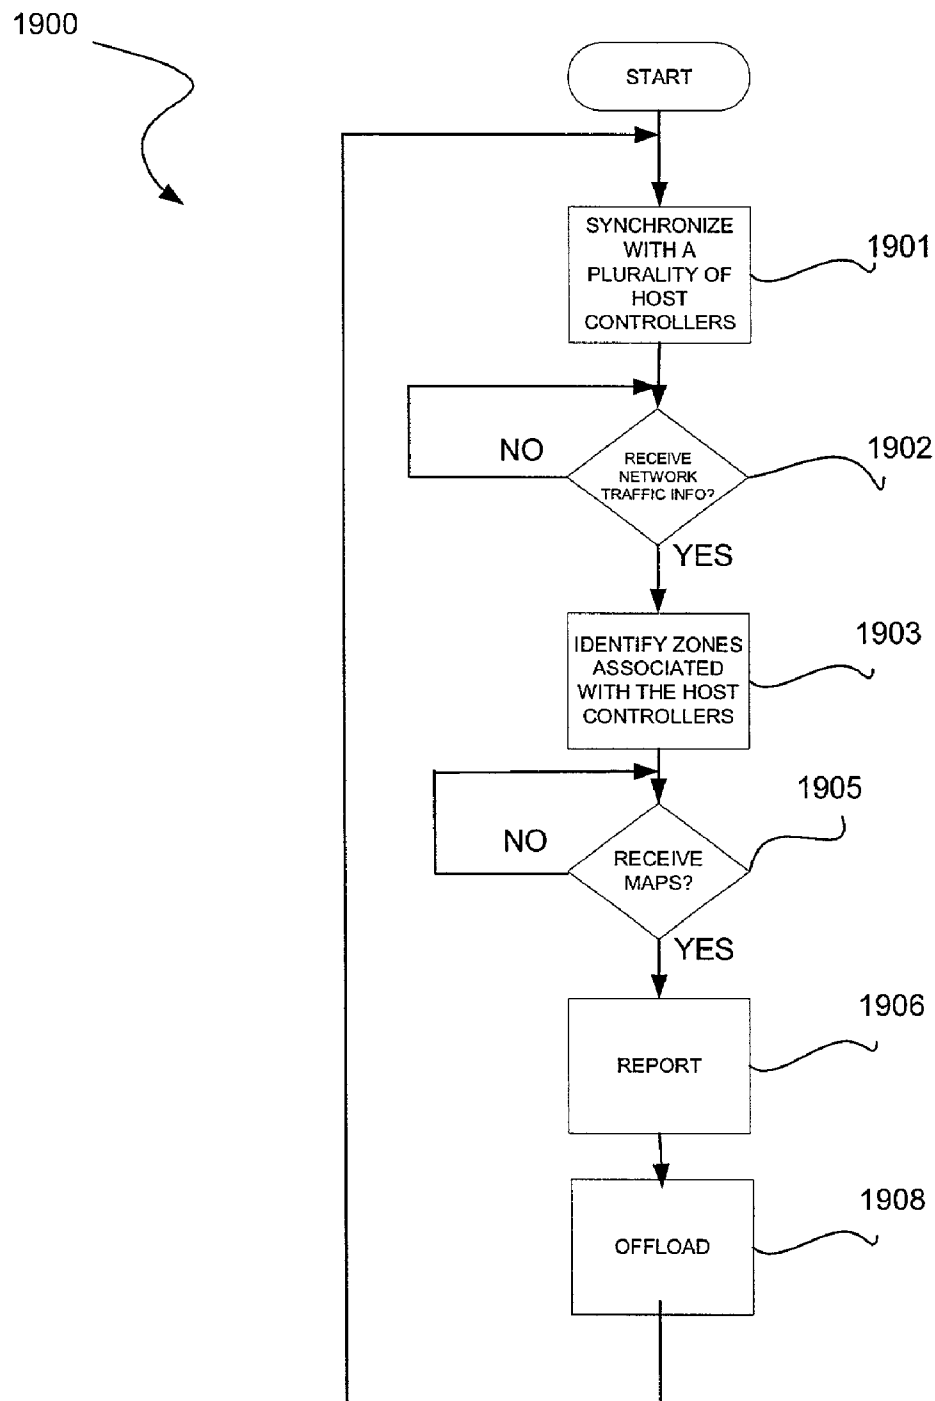 1900
START
SYNCHRONIZE
WITH A
PLURALITY OF
HOST
CONTROLLERS
1901
RECEIVE
NETWORK
TRAFFIC INFO?
NO
1902
YES
IDENTIFY ZONES
ASSOCIATED
WITH THE HOST
CONTROLLERS
1903
RECEIVE
MAPS?
NO
1905
YES
REPORT
1906
OFFLOAD
1908